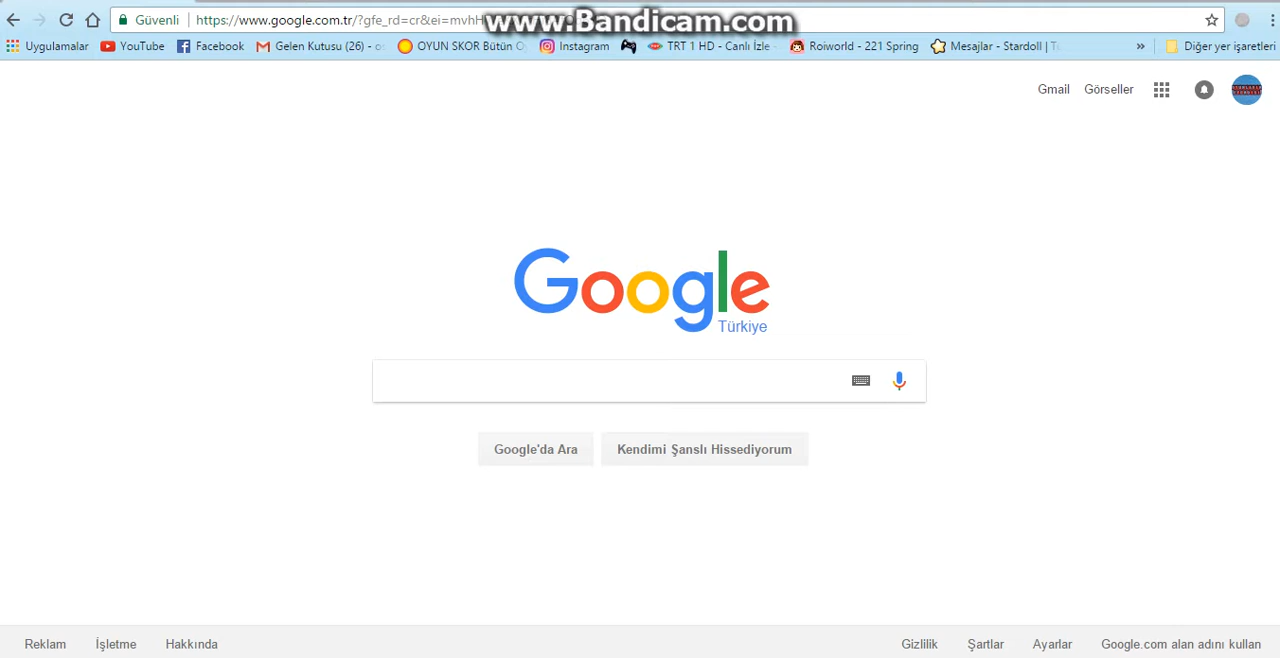 Güvenli https://www.google.com.tr/?gfe_rd=cr&ei=mvhH www.Bandicam.com
Uygulamalar YouTube Facebook Gelen Kutusu (26) - OYUN SKOR Bütün Instagram TRT 1 HD - Canlı İzle - Roiworld - 221 Spring Mesajlar - Stardoll | » Diğer yer işaretleri
Gmail Görseller
Google
Türkiye
Google'da Ara Kendimi Şanslı Hissediyorum
Reklam İşletme Hakkında Gizlilik Şartlar Ayarlar Google.com alan adını kullan